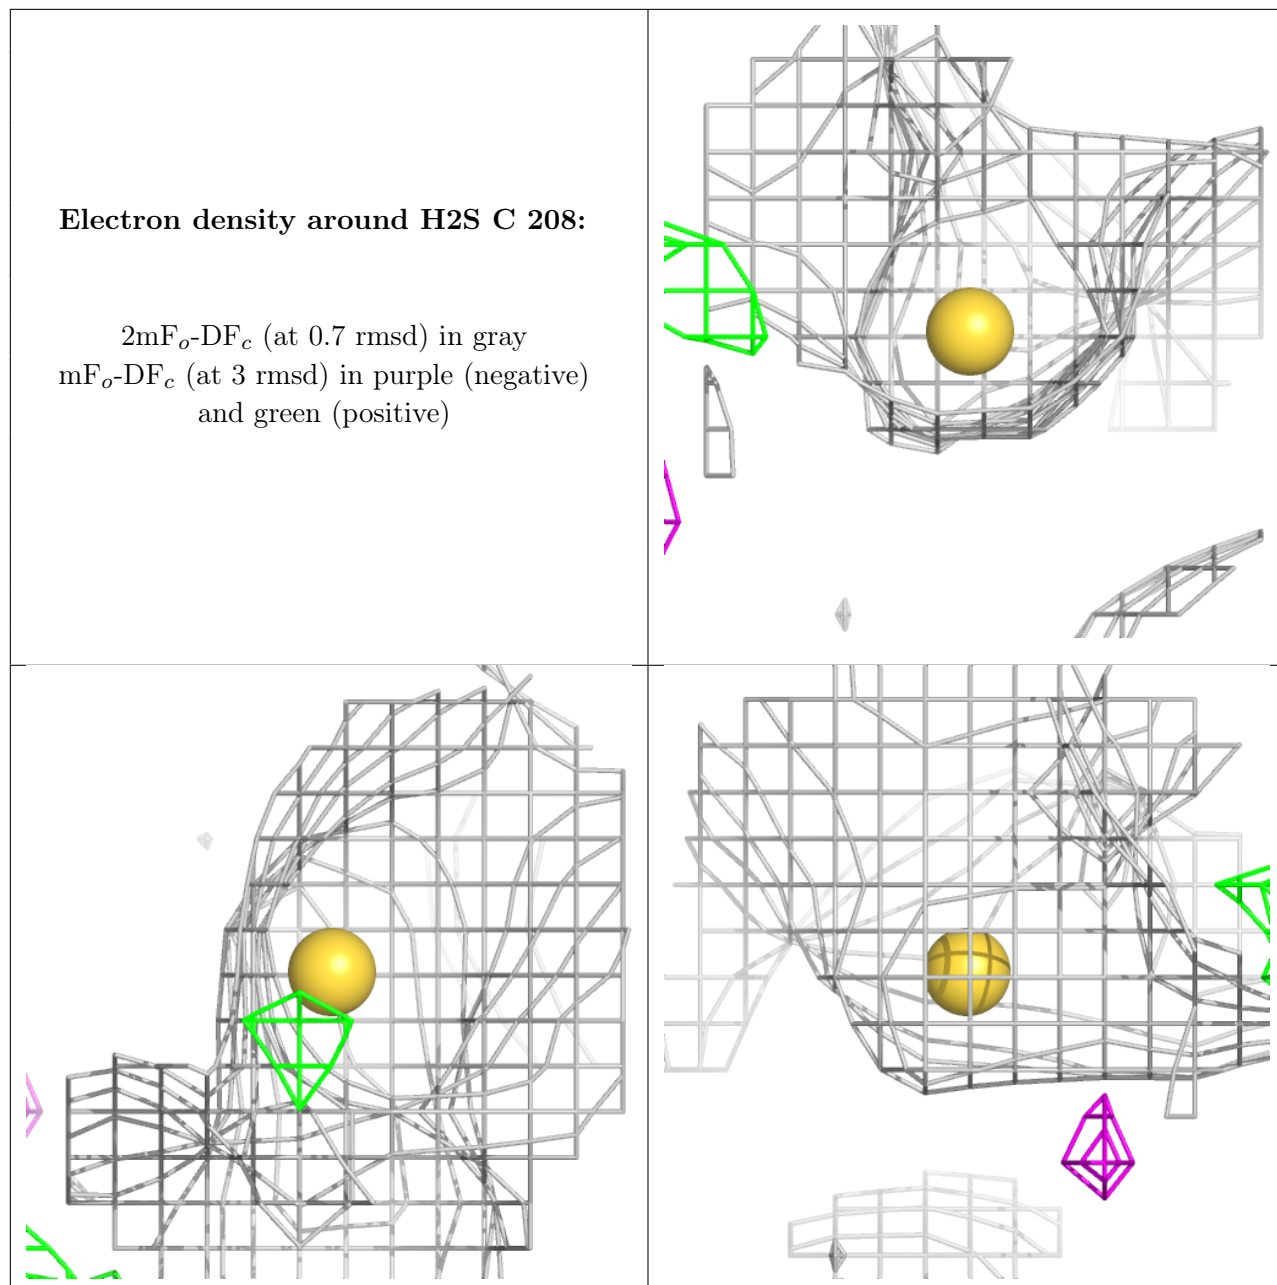 Electron density around H2S C 208:
2mFo-DFc (at 0.7 rmsd) in gray
mFo-DFc (at 3 rmsd) in purple (negative)
and green (positive)